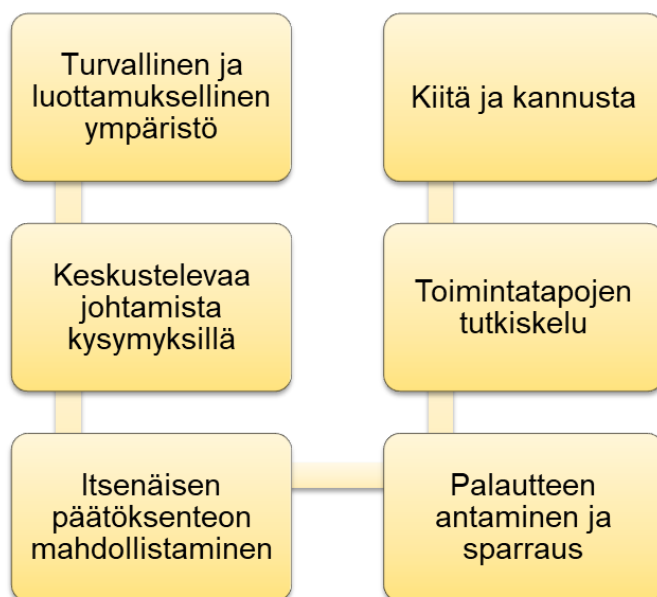 Turvallinen ja
luottamuksellinen
ympäristö
Keskustelevaa
johtamista
kysymyksillä
Itsenäisen
päätöksenteon
mahdollistaminen
Palautteen
antaminen ja
sparraus
Toimintatapojen
tutkiskelu
Kiitä ja kannusta